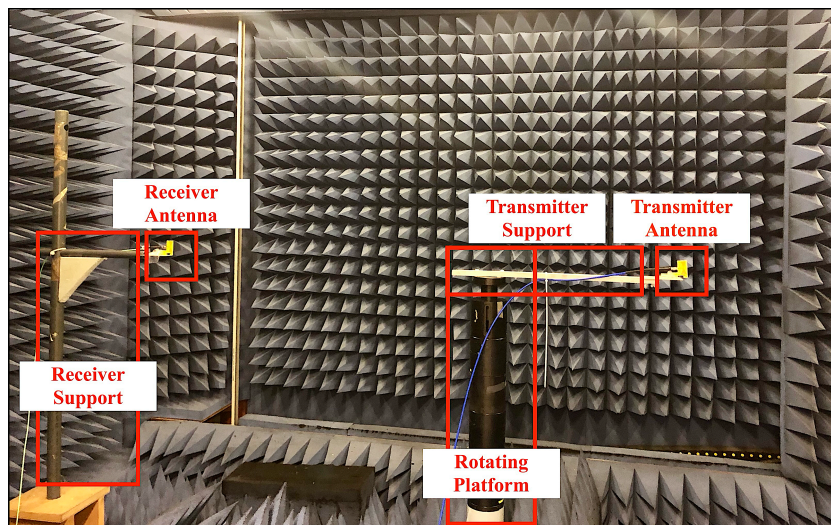 Receiver
Antenna
Transmitter
Support
Transmitter
Antenna
Receiver
Support
Rotating
Platform